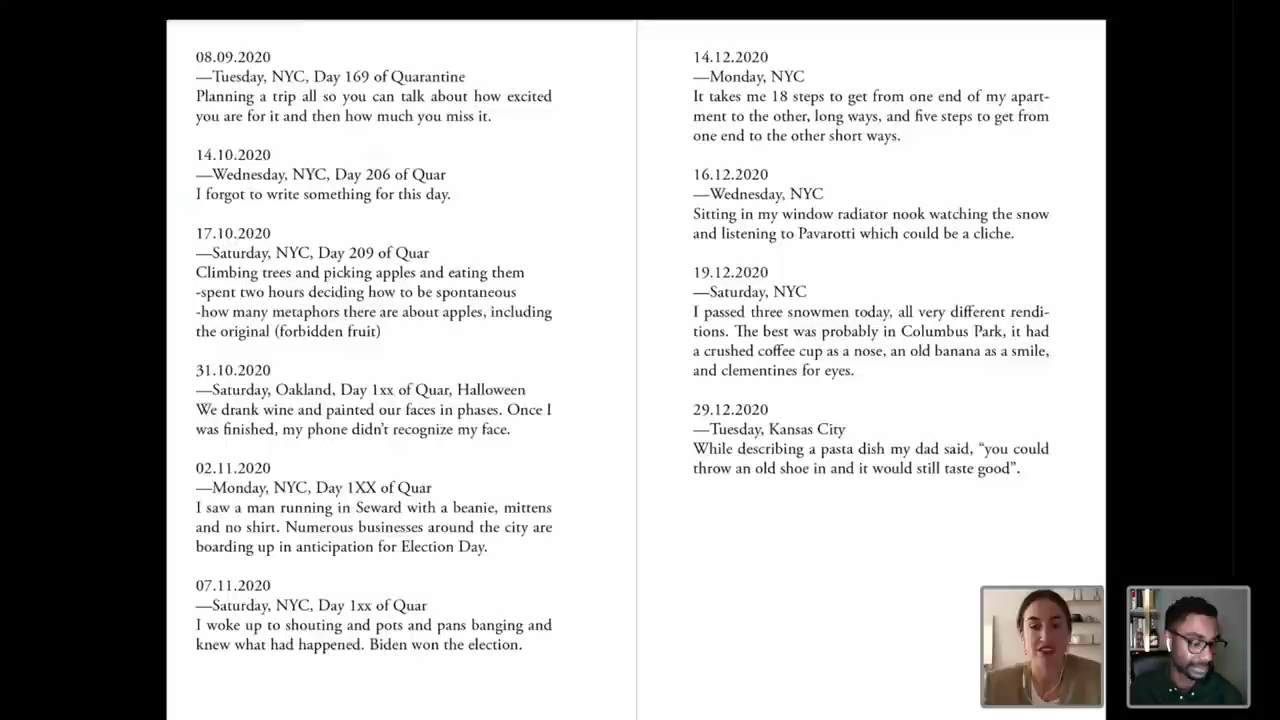 08.09.2020
—Tuesday, NYC, Day 169 of Quarantine
Planning a trip all so you can talk about how excited
you are for it and then how much you miss it.
14.10.2020
—Wednesday, NYC, Day 206 of Quar
I forgot to write something for this day.
17.10.2020
—Saturday, NYC, Day 209 of Quar
Climbing trees and picking apples and eating them
-spent two hours deciding how to be spontaneous
-how many metaphors there are about apples, including
the original (forbidden fruit)
31.10.2020
—Saturday, Oakland, Day 1xx of Quar, Halloween
We drank wine and painted our faces in phases. Once I
was finished, my phone didn’t recognize my face.
02.11.2020
—Monday, NYC, Day 1XX of Quar
I saw a man running in Seward with a beanie, mittens
and no shirt. Numerous businesses around the city are
boarding up in anticipation for Election Day.
07.11.2020
—Saturday, NYC, Day 1xx of Quar
I woke up to shouting and pots and pans banging and
knew what had happened. Biden won the election.
14.12.2020
—Monday, NYC
It takes me 18 steps to get from one end of my apart-
ment to the other, long ways, and five steps to get from
one end to the other short ways.
16.12.2020
—Wednesday, NYC
Sitting in my window radiator nook watching the snow
and listening to Pavarotti which could be a cliche.
19.12.2020
—Saturday, NYC
I passed three snowmen today, all very different rendi-
tions. The best was probably in Columbus Park, it had
a crushed coffee cup as a nose, an old banana as a smile,
and clementines for eyes.
29.12.2020
—Tuesday, Kansas City
While describing a pasta dish my dad said, “you could
throw an old shoe in and it would still taste good”.